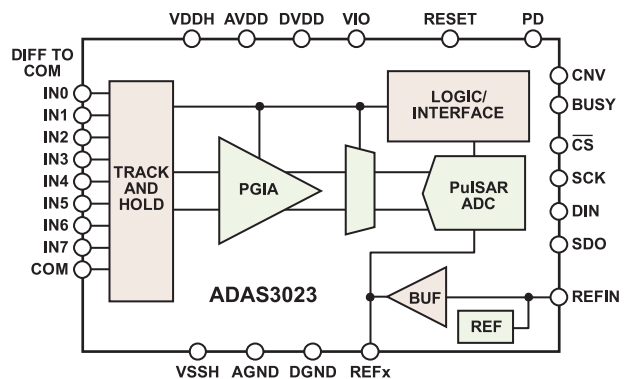 VDDH AVDD DVDD VIO RESET PD
DIFF TO
COM
IN0
IN1
IN2
IN3
IN4
IN5
IN6
IN7
COM
TRACK
AND
HOLD
PGIA
LOGIC/
INTERFACE
PulSAR
ADC
BUF
REF
ADAS3023
CNV
BUSY
C̅S̅
SCK
DIN
SDO
REFIN
VSSH AGND DGND REFx